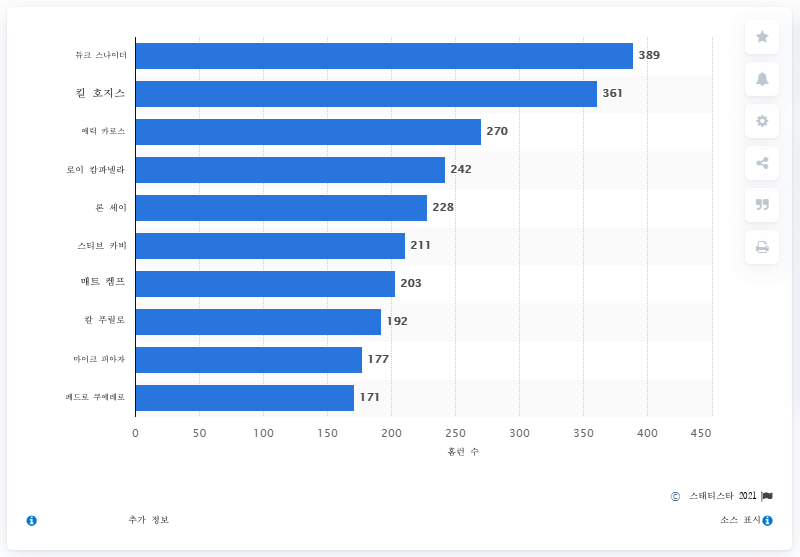 듀크 스나이더 389
킬 호지스 361
에릭 카로스 270
로이 캄파넬라 242
론 세이 228
스티브 가비 211
매트 켐프 203
칼 푸릴로 192
마이크 피아자 177
페드로 쿠에레로 171
0 50 100 150 200 250 300 350 400 450
홈런 수
© 스태티스타 2021
추가 정보 소스 표시